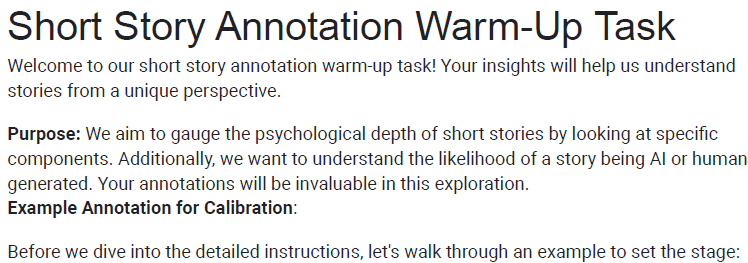 Short Story Annotation Warm-Up Task
Welcome to our short story annotation warm-up task! Your insights will help us understand
stories from a unique perspective.
Purpose: We aim to gauge the psychological depth of short stories by looking at specific
components. Additionally, we want to understand the likelihood of a story being AI or human
generated. Your annotations will be invaluable in this exploration.
Example Annotation for Calibration:
Before we dive into the detailed instructions, let's walk through an example to set the stage: